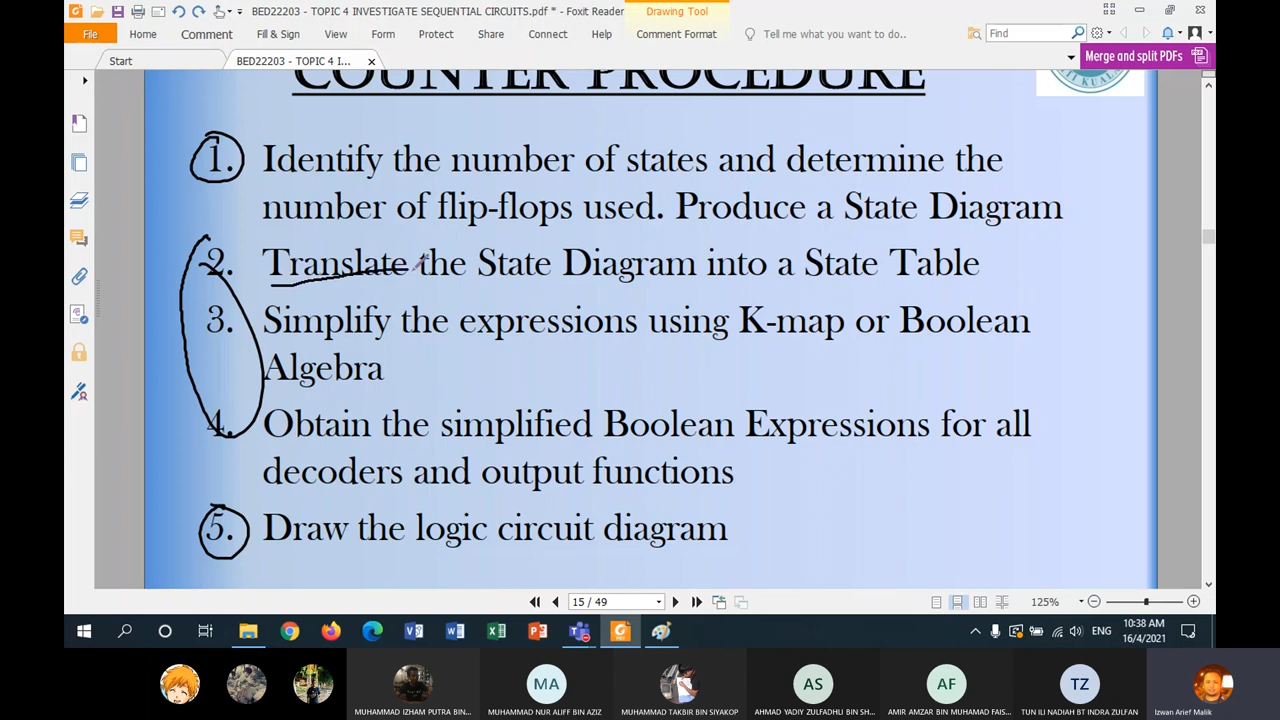 BED22203 - TOPIC 4 INVESTIGATE SEQUENTIAL CIRCUITS.pdf * - Foxit Reader
Drawing Tool
File Home Comment Fill & Sign View Form Protect Share Connect Help Comment Format Tell me what you want to do.. Find
Start BED22203 - TOPIC 4 I... Merge and split PDFs
COUNTER PROCEDURE
1. Identify the number of states and determine the
number of flip-flops used. Produce a State Diagram
2. Translate the State Diagram into a State Table
3. Simplify the expressions using K-map or Boolean
Algebra
4. Obtain the simplified Boolean Expressions for all
decoders and output functions
5. Draw the logic circuit diagram
15 / 49 125%
ENG 10:38 AM
16/4/2021
MA AS AF TZ
MUHAMMAD IZHAM PUTRA BIN... MUHAMMAD NUR ALIFF BIN AZIZ MUHAMMAD TAKBIR BIN SIYAKOP AHMAD YADIY ZULFADHLI BIN SH... AMIR AMZAR BIN MUHAMAD FAIS... TUN ILI NADIAH BT INDRA ZULFAN Izwan Arief Malik